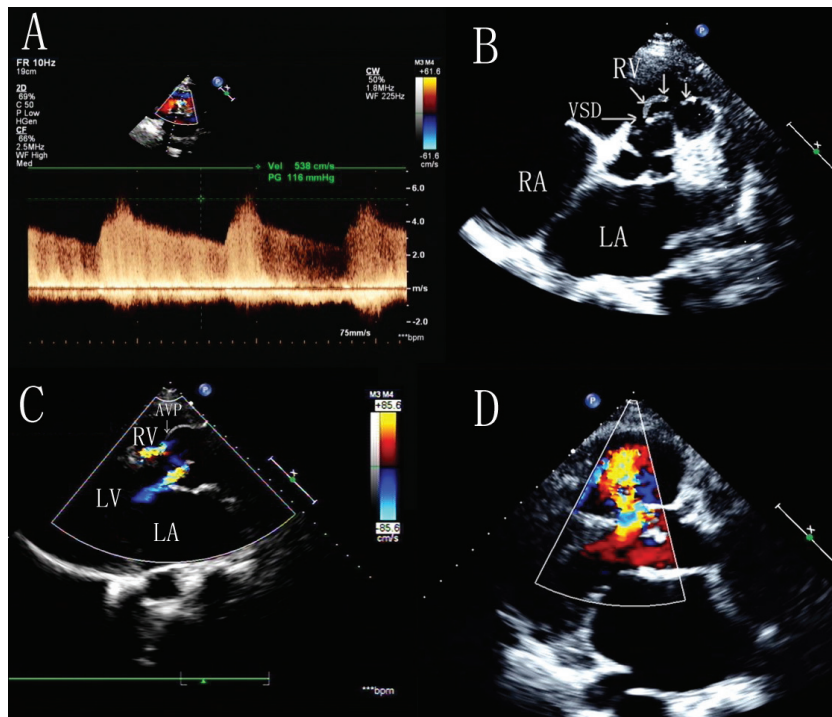 A
FR 10Hz
19cm
2D
69%
C 50
P Low
HGen
CF
66%
2.5MHz
WF High
Med
P
CW
50%
1.8MHz
WF 225Hz
M3 M4
+61.6
-61.6
cm/s
Vel 538 cm/s
PG 116 mmHg
6.0
4.0
2.0
m/s
-2.0
75mm/s
***bpm
B
P
RV
VSD
RA
LA
x
C
P
AVP
RV
LV
LA
x
M3 M4
+85.6
-85.6
cm/s
***bpm
D
P
x